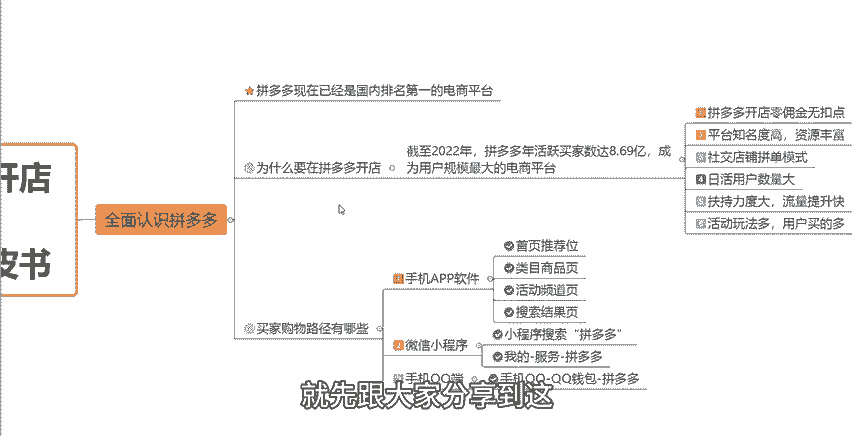 开店
皮书
全面认识拼多多
拼多多现在已经是国内排名第一的电商平台
为什么要在拼多多开店
截至2022年，拼多多年活跃买家数达8.69亿，成
为用户规模最大的电商平台
拼多多开店零佣金无扣点
平台知名度高，资源丰富
社交店铺拼单模式
日活用户数量大
扶持力度大，流量提升快
活动玩法多，用户买的多
买家购物路径有哪些
手机APP软件
首页推荐位
类目商品页
活动频道页
搜索结果页
微信小程序
小程序搜索“拼多多”
我的-服务-拼多多
手机QQ端
手机QQ-QQ钱包-拼多多
就先跟大家分享到这